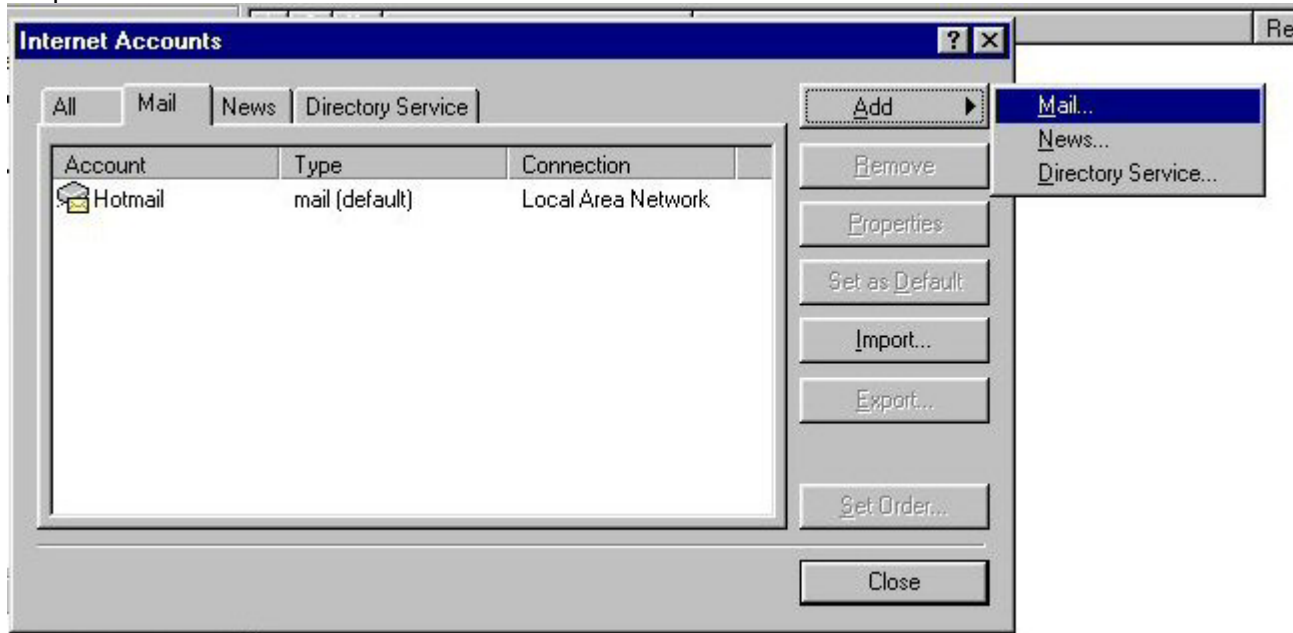 Re
Internet Accounts
All Mail News Directory Service
Add
Mail...
News...
Directory Service...
Account Type Connection
Hotmail mail (default) Local Area Network
Remove
Properties
Set as Default
Import...
Export...
Set Order...
Close